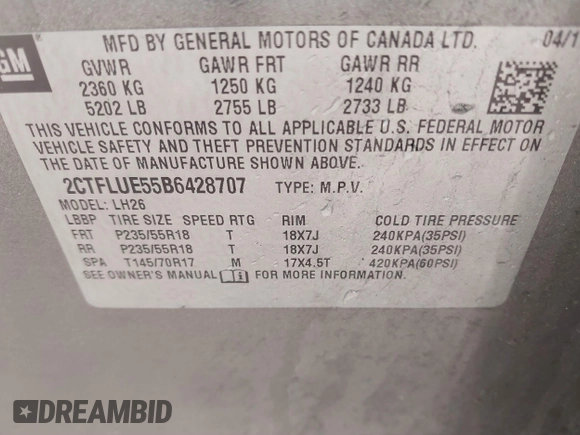 GM
MFD BY GENERAL MOTORS OF CANADA LTD. 04/1
GVWR GAWR FRT GAWR RR
2360 KG 1250 KG 1240 KG
5202 LB 2755 LB 2733 LB
THIS VEHICLE CONFORMS TO ALL APPLICABLE U.S. FEDERAL MOTOR
VEHICLE SAFETY AND THEFT PREVENTION STANDARDS IN EFFECT ON
THE DATE OF MANUFACTURE SHOWN ABOVE.
2CTFLUE55B6428707 TYPE: M.P.V.
MODEL: LH26
LBBP TIRE SIZE SPEED RTG RIM COLD TIRE PRESSURE
FRT P235/55R18 T 18X7J 240KPA(35PSI)
RR P235/55R18 T 18X7J 240KPA(35PSI)
SPA T145/70R17 M 17X4.5T 420KPA(60PSI)
SEE OWNER'S MANUAL FOR MORE INFORMATION.
DREAMBID